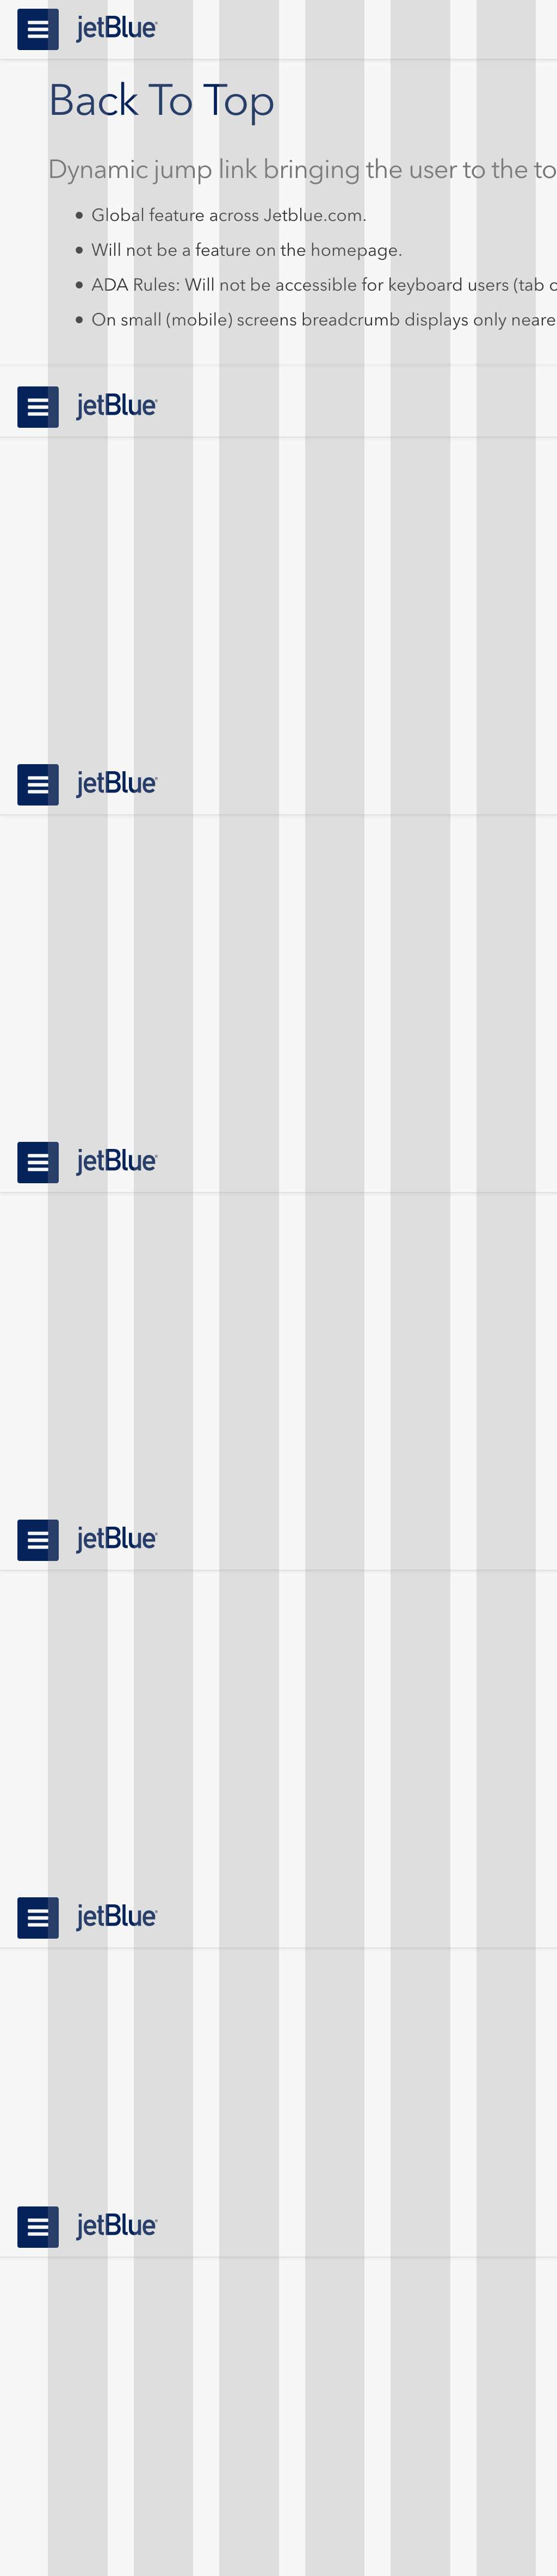 jetBlue®
Back To Top
Dynamic jump link bringing the user to the to
Global feature across Jetblue.com.
Will not be a feature on the homepage.
ADA Rules: Will not be accessible for keyboard users (tab o
On small (mobile) screens breadcrumb displays only neare
jetBlue®
jetBlue®
jetBlue®
jetBlue®
jetBlue®
jetBlue®